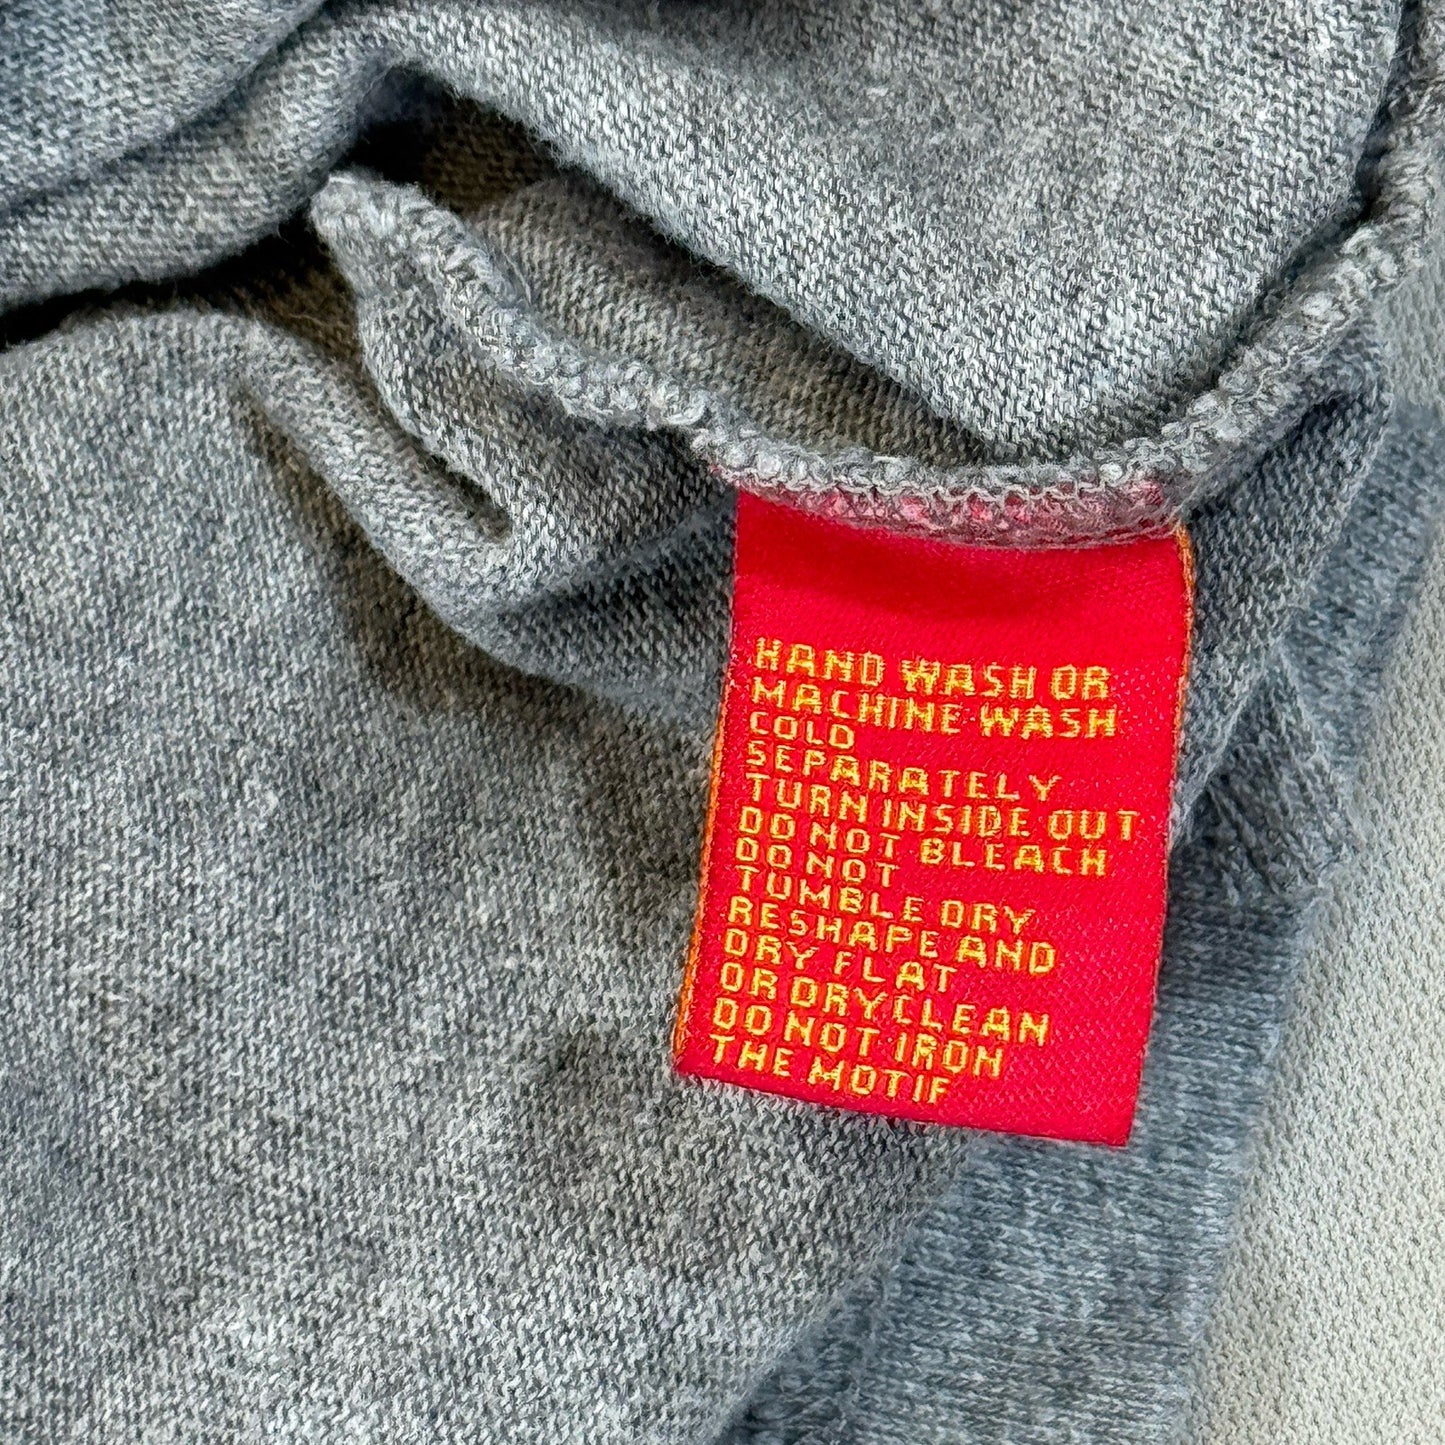 HAND WASH OR
MACHINE WASH
COLD
SEPARATELY
TURN INSIDE OUT
DO NOT BLEACH
DO NOT
TUMBLE DRY
RESHAPE AND
DRY FLAT
OR DRYCLEAN
DO NOT IRON
THE MOTIF